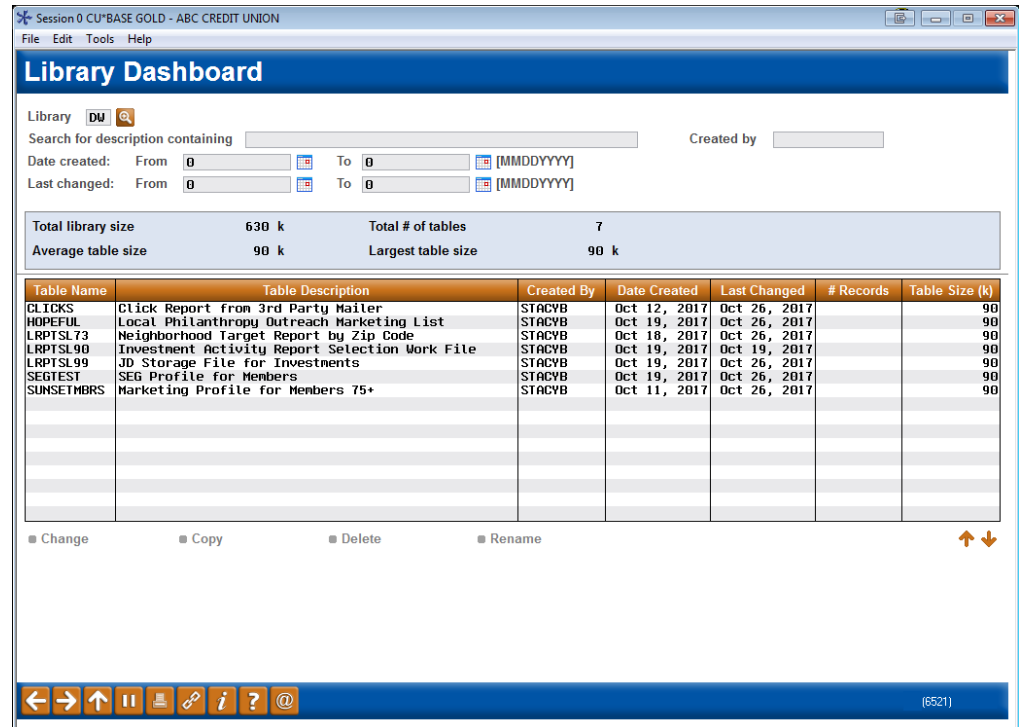 Session 0 CU*BASE GOLD - ABC CREDIT UNION
File Edit Tools Help
Library Dashboard
Library DW
Search for description containing Created by
Date created: From 0 To 0 [MMDDYYYY]
Last changed: From 0 To 0 [MMDDYYYY]
Total library size 630 k Total # of tables 7
Average table size 90 k Largest table size 90 k
Table Name Table Description Created By Date Created Last Changed # Records Table Size (k)
CLICKS Click Report from 3rd Party Mailer STACYB Oct 12, 2017 Oct 26, 2017 90
HOPEFUL Local Philanthropy Outreach Marketing List STACYB Oct 19, 2017 Oct 26, 2017 90
LRPTSL73 Neighborhood Target Report by Zip Code STACYB Oct 18, 2017 Oct 26, 2017 90
LRPTSL90 Investment Activity Report Selection Work File STACYB Oct 19, 2017 Oct 19, 2017 90
LRPTSL99 JD Storage File for Investments STACYB Oct 19, 2017 Oct 26, 2017 90
SEGTEST SEG Profile for Members STACYB Oct 19, 2017 Oct 26, 2017 90
SUNSETMBRS Marketing Profile for Members 75+ STACYB Oct 11, 2017 Oct 26, 2017 90
Change Copy Delete Rename
i ? @ (6521)